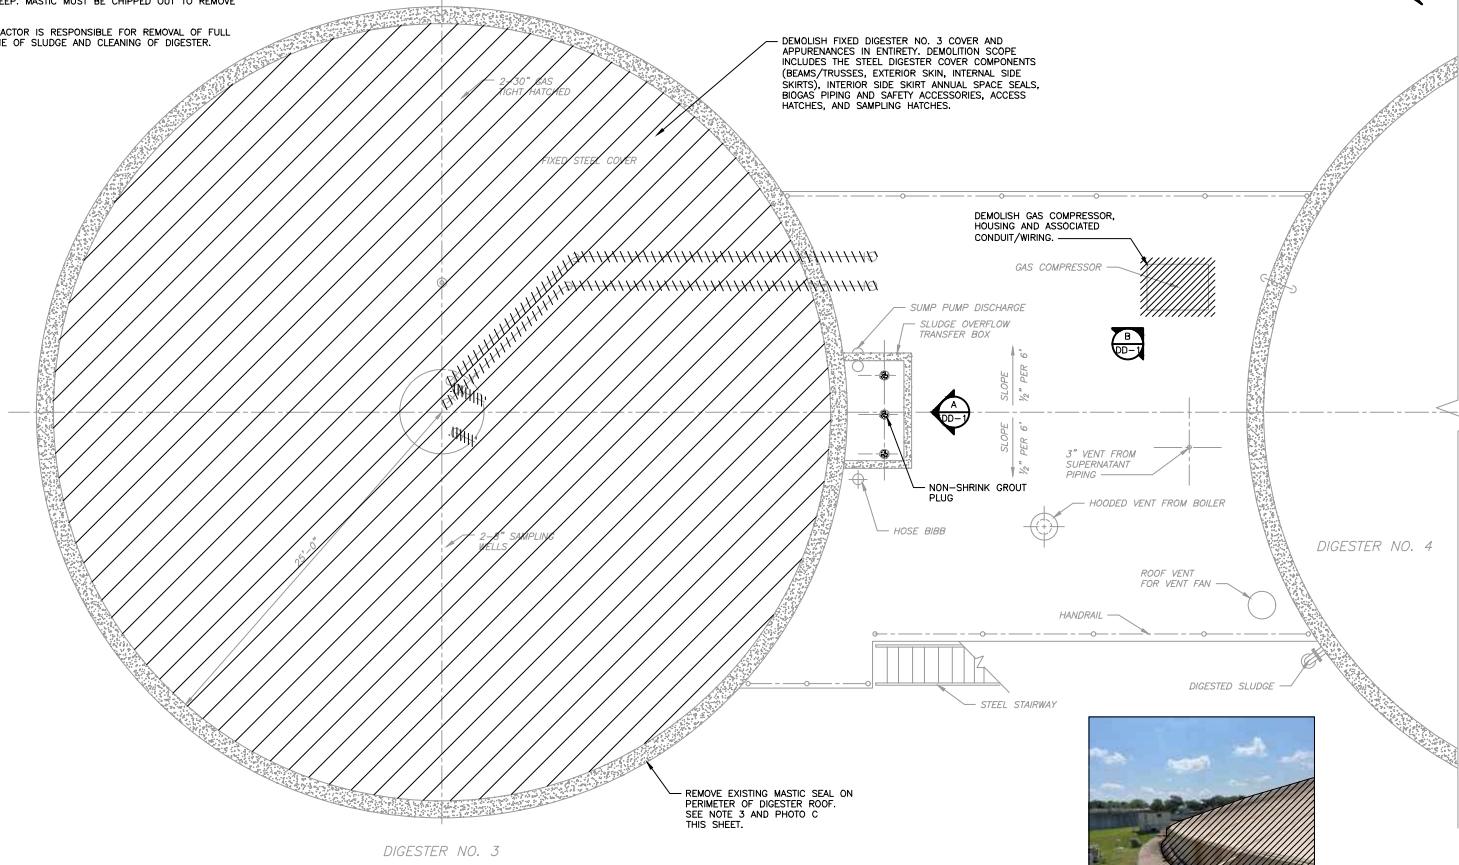 EEP. MASTIC MUST BE CHIPPED OUT TO REMOVE
ACTOR IS RESPONSIBLE FOR REMOVAL OF FULL
E OF SLUDGE AND CLEANING OF DIGESTER.
DEMOLISH FIXED DIGESTER NO. 3 COVER AND
APPURENANCES IN ENTIRETY. DEMOLITION SCOPE
INCLUDES THE STEEL DIGESTER COVER COMPONENTS
(BEAMS/TRUSSES, EXTERIOR SKIN, INTERNAL SIDE
SKIRTS), INTERIOR SIDE SKIRT ANNUAL SPACE SEALS,
BIOGAS PIPING AND SAFETY ACCESSORIES, ACCESS
HATCHES, AND SAMPLING HATCHES.
2-30" GAS
TIGHT HATCHED
FIXED STEEL COVER
DEMOLISH GAS COMPRESSOR,
HOUSING AND ASSOCIATED
CONDUIT/WIRING.
GAS COMPRESSOR
SUMP PUMP DISCHARGE
SLUDGE OVERFLOW
TRANSFER BOX
B
DD-1
SLOPE
½" PER 6'
A
DD-1
SLOPE
½" PER 6'
3" VENT FROM
SUPERNATANT
PIPING
NON-SHRINK GROUT
PLUG
HOODED VENT FROM BOILER
HOSE BIBB
2-8" SAMPLING
WELLS
25'-0"
DIGESTER NO. 4
ROOF VENT
FOR VENT FAN
HANDRAIL
DIGESTED SLUDGE
STEEL STAIRWAY
REMOVE EXISTING MASTIC SEAL ON
PERIMETER OF DIGESTER ROOF.
SEE NOTE 3 AND PHOTO C
THIS SHEET.
DIGESTER NO. 3